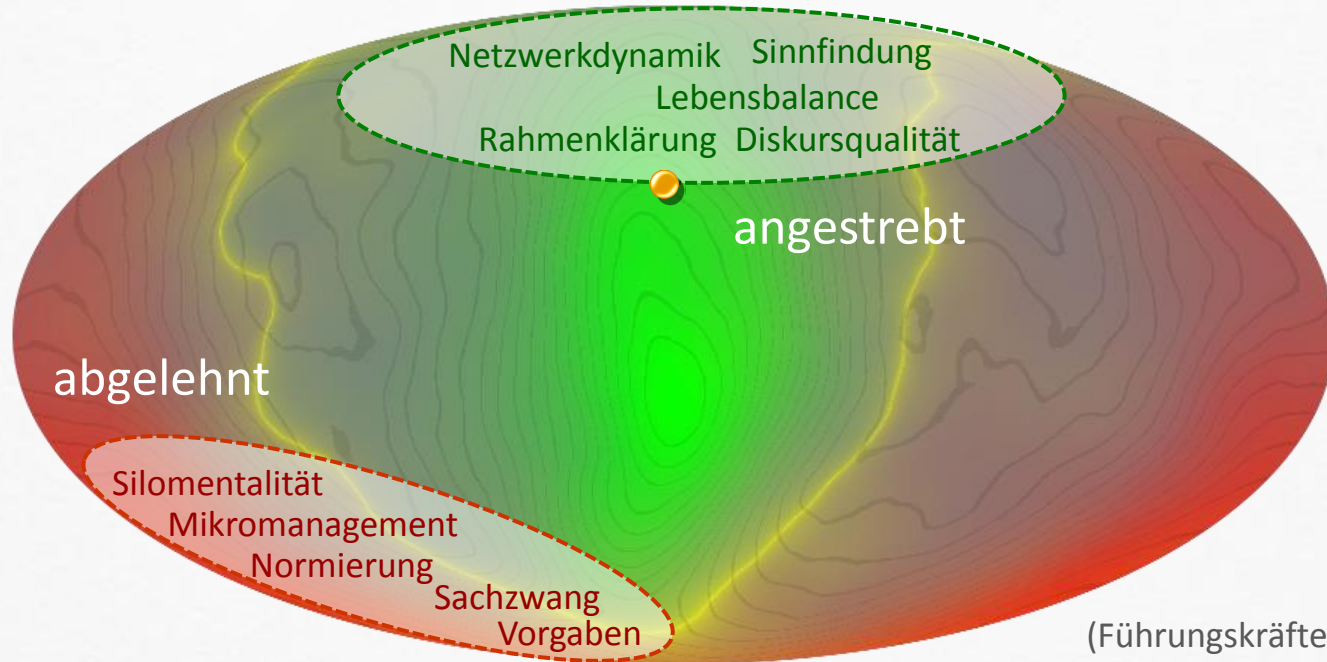 Netzwerkdynamik Sinnfindung
Lebensbalance
Rahmenklärung Diskursqualität
angestrebt
abgelehnt
Silomentalität
Mikromanagement
Normierung
Sachzwang
Vorgaben
(Führungskräfte